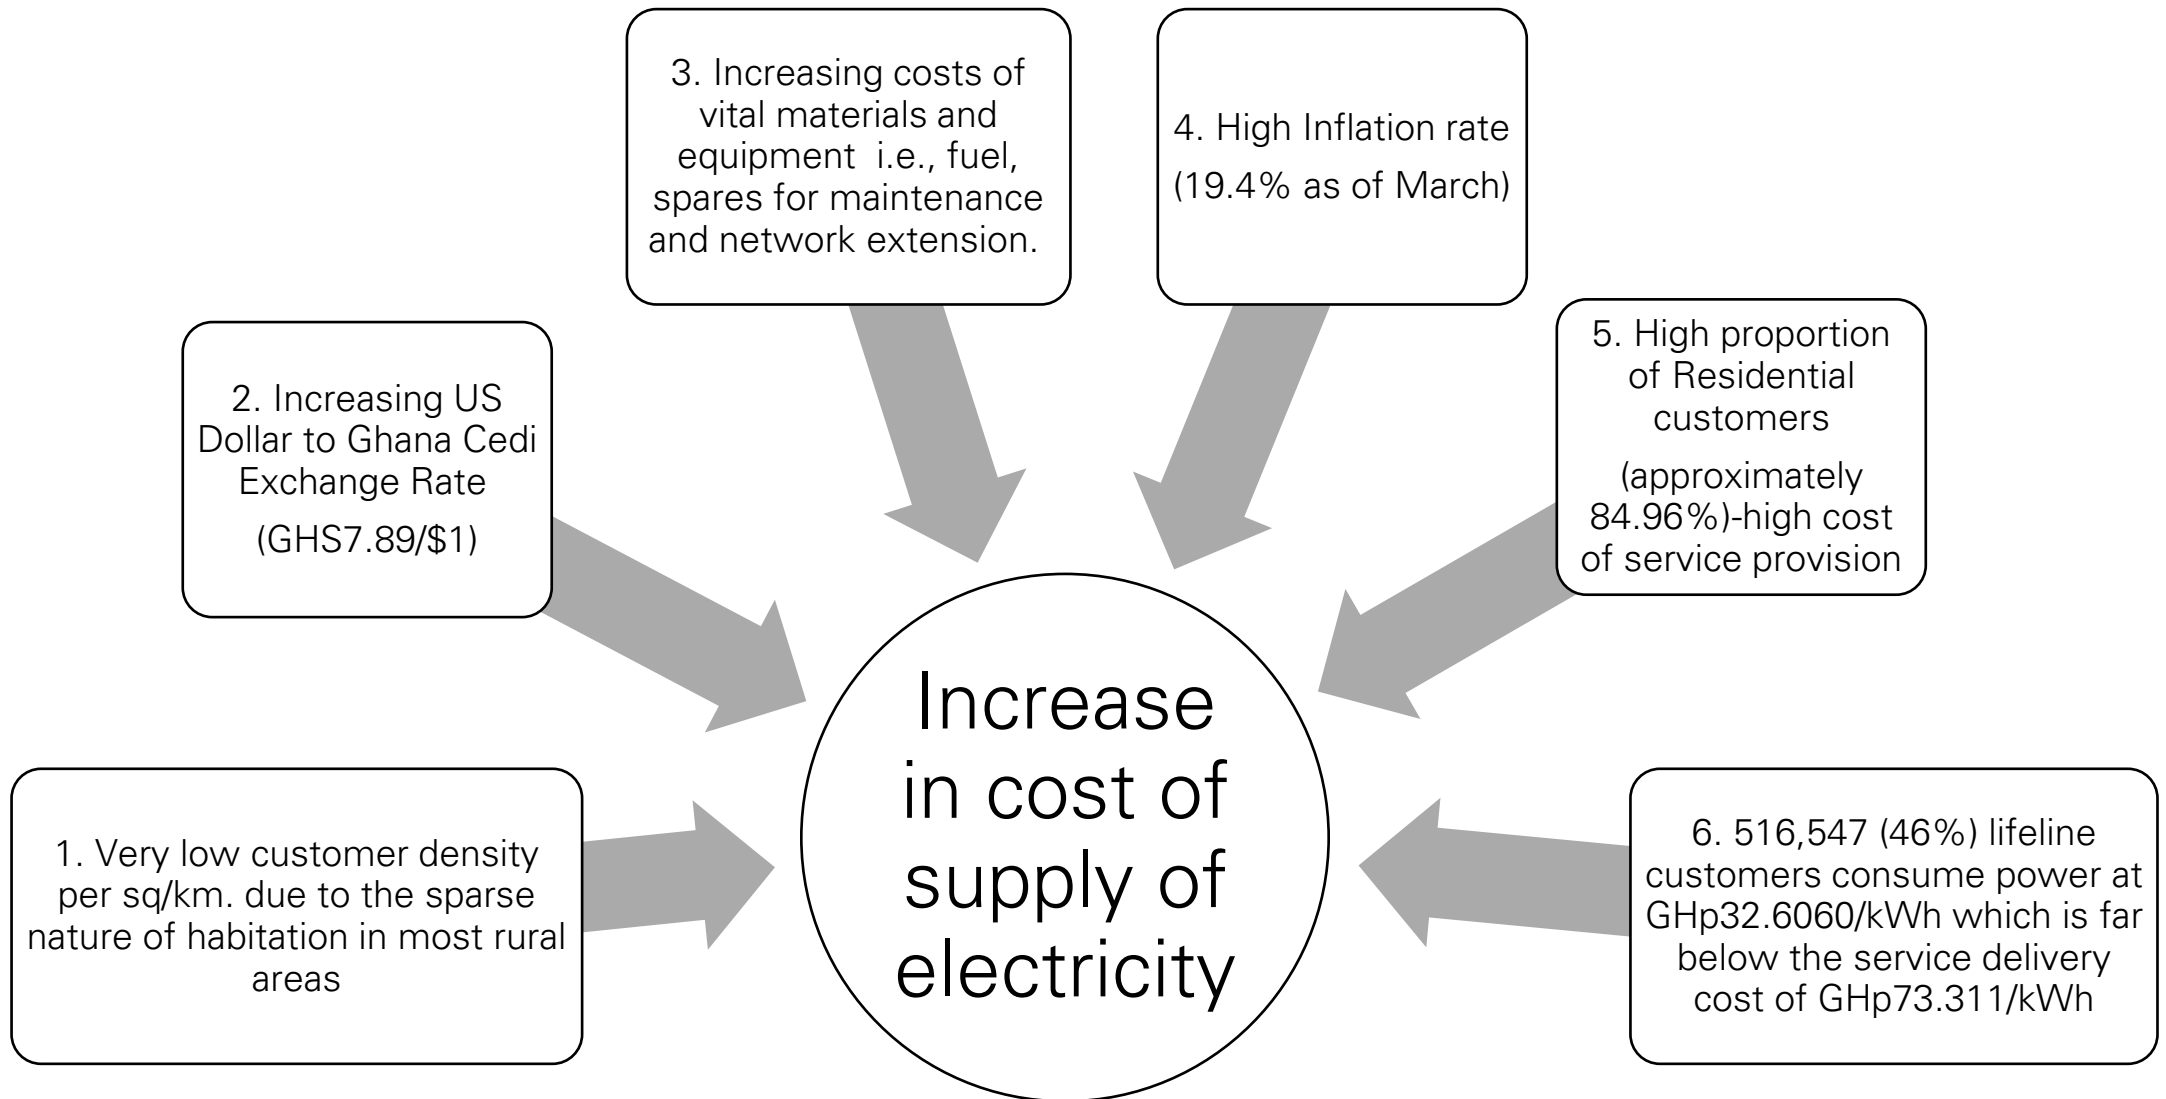 1. Very low customer density
per sq/km. due to the sparse
nature of habitation in most rural
areas
2. Increasing US
Dollar to Ghana Cedi
Exchange Rate
(GHS7.89/$1)
3. Increasing costs of
vital materials and
equipment  i.e., fuel,
spares for maintenance
and network extension.
4. High Inflation rate
(19.4% as of March)
5. High proportion
of Residential
customers
(approximately
84.96%)-high cost
of service provision
6. 516,547 (46%) lifeline
customers consume power at
GHp32.6060/kWh which is far
below the service delivery
cost of GHp73.311/kWh
Increase
in cost of
supply of
electricity